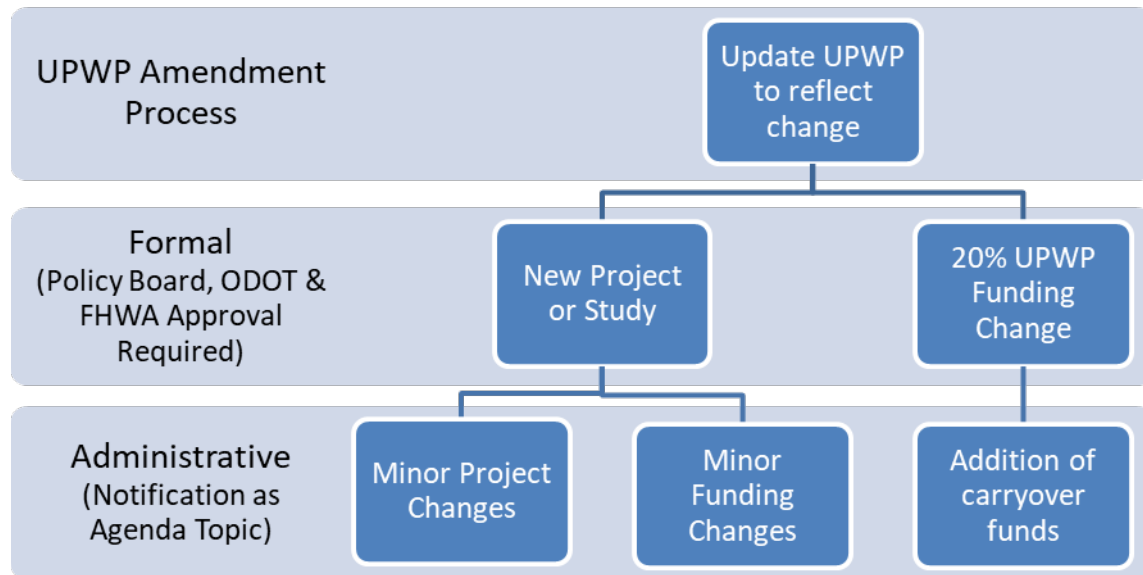 UPWP Amendment
Process
Update UPWP
to reflect
change
Formal
(Policy Board, ODOT &
FHWA Approval
Required)
New Project
or Study
20% UPWP
Funding
Change
Administrative
(Notification as
Agenda Topic)
Minor Project
Changes
Minor
Funding
Changes
Addition of
carryover
funds